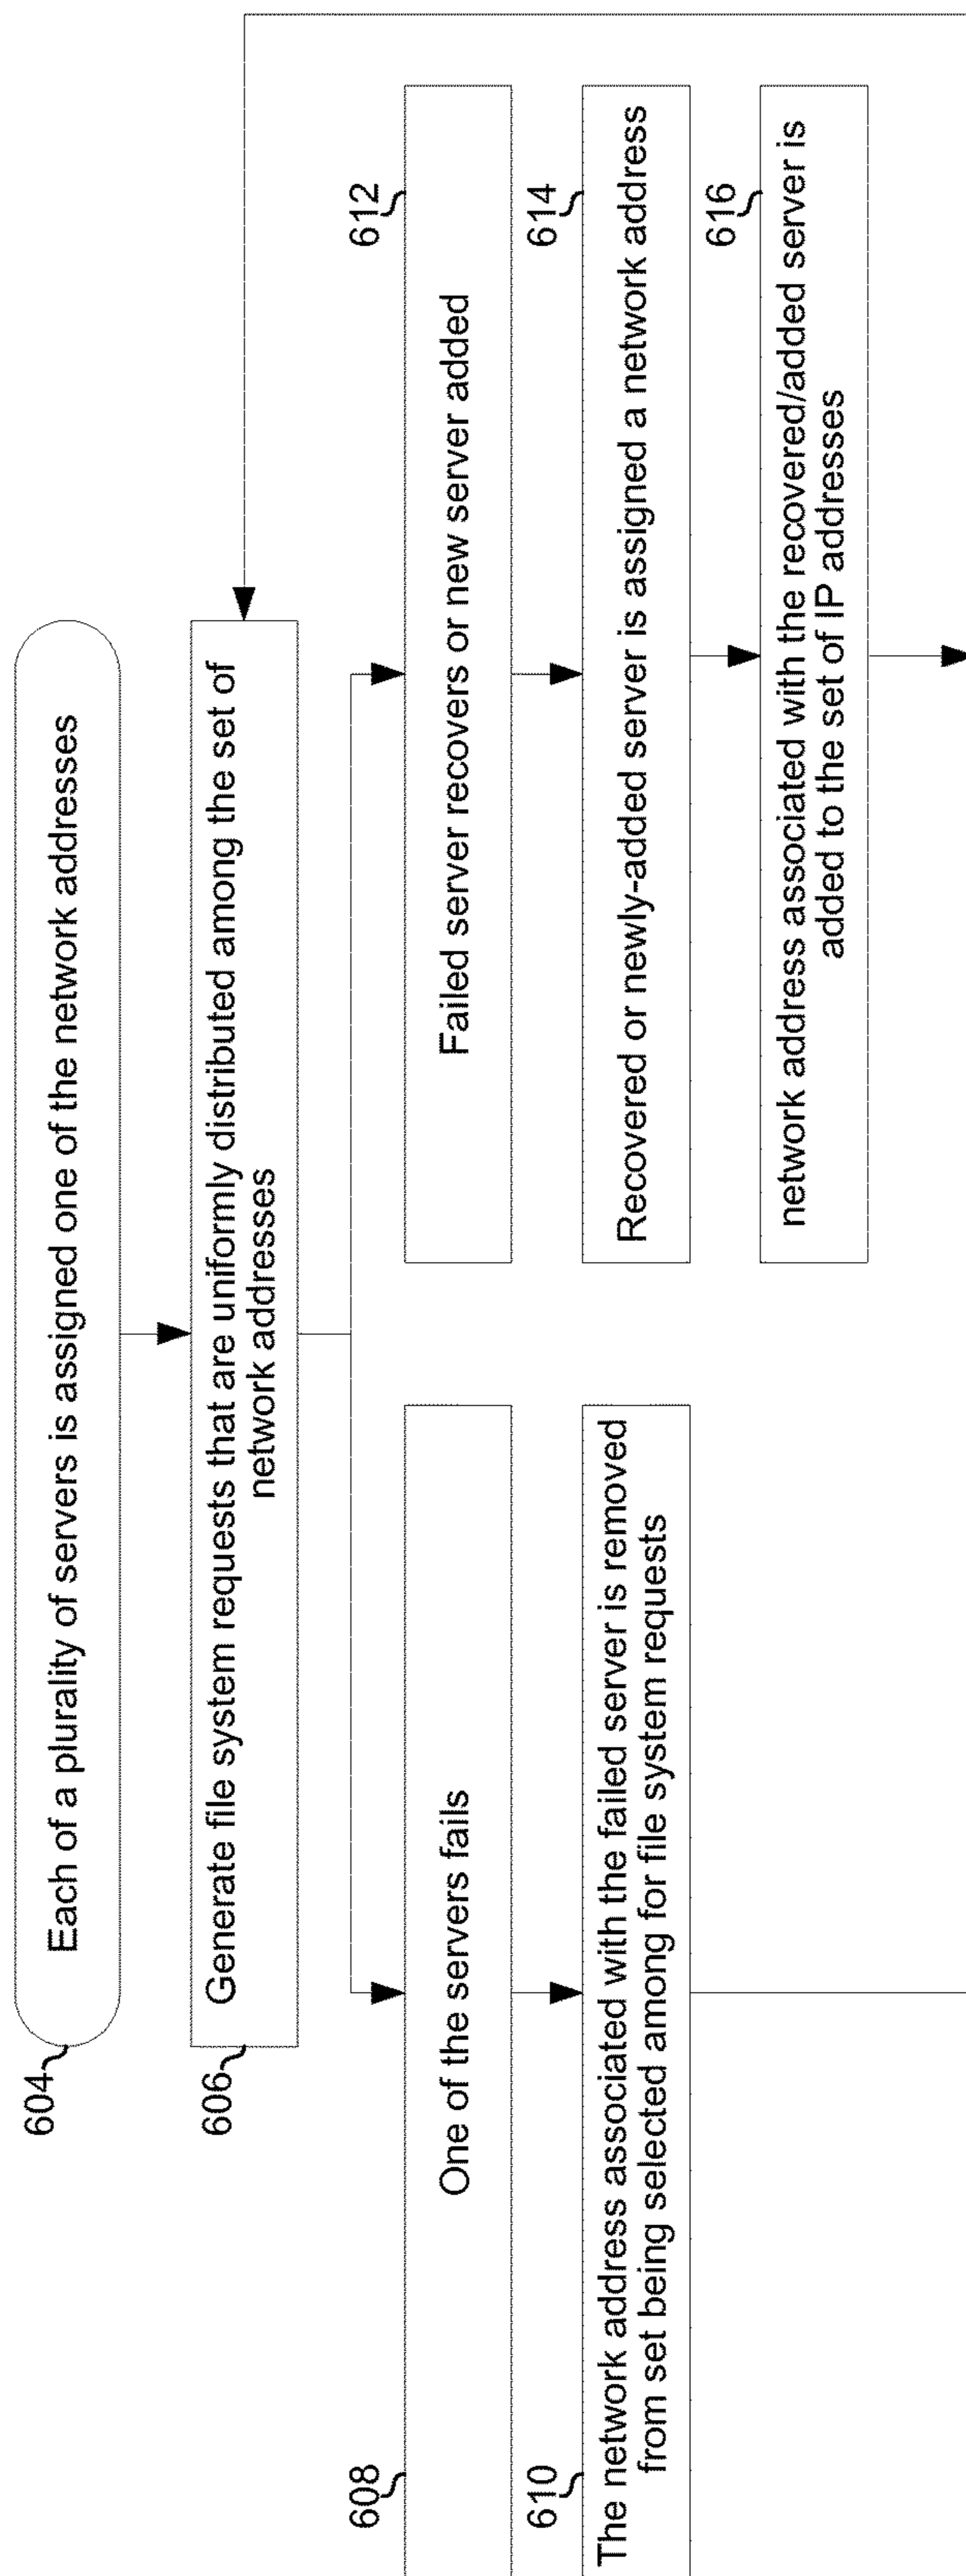 604
Each of a plurality of servers is assigned one of the network addresses
606
Generate file system requests that are uniformly distributed among the set of
network addresses
608
One of the servers fails
610
The network address associated with the failed server is removed
from set being selected among for file system requests
612
Failed server recovers or new server added
614
Recovered or newly-added server is assigned a network address
616
network address associated with the recovered/added server is
added to the set of IP addresses